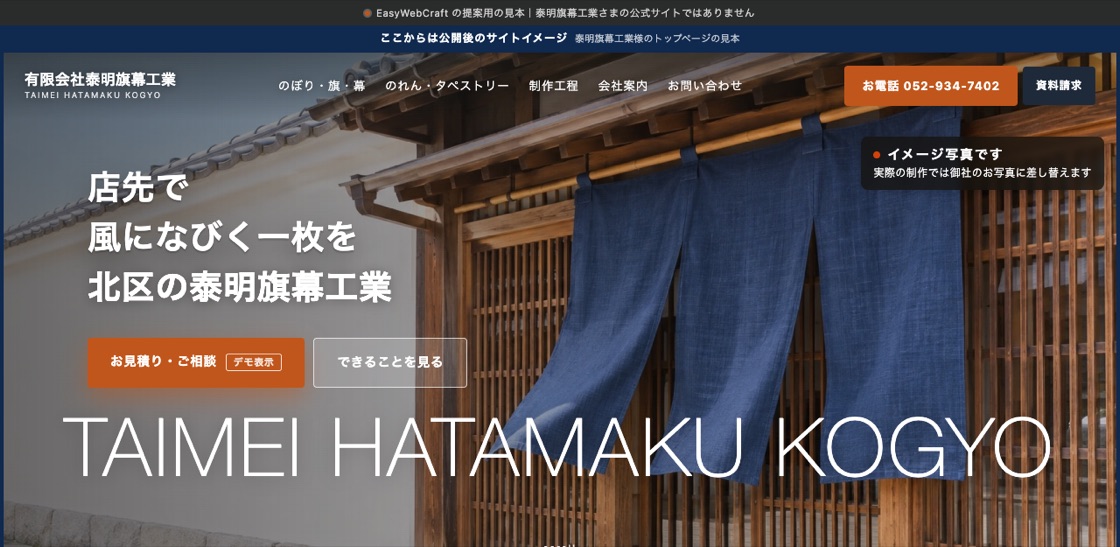 EasyWebCraft の提案用の見本｜泰明旗幕工業さまの公式サイトではありません
ここからは公開後のサイトイメージ 泰明旗幕工業様のトップページの見本
有限会社泰明旗幕工業
TAIMEI HATAMAKU KOGYO
のぼり・旗・幕 のれん・タペストリー 制作工程 会社案内 お問い合わせ
お電話 052-934-7402
資料請求
イメージ写真です
実際の制作では御社のお写真に差し替えます
店先で
風になびく一枚を
北区の泰明旗幕工業
お見積り・ご相談 デモ表示
できることを見る
TAIMEI HATAMAKU KOGYO